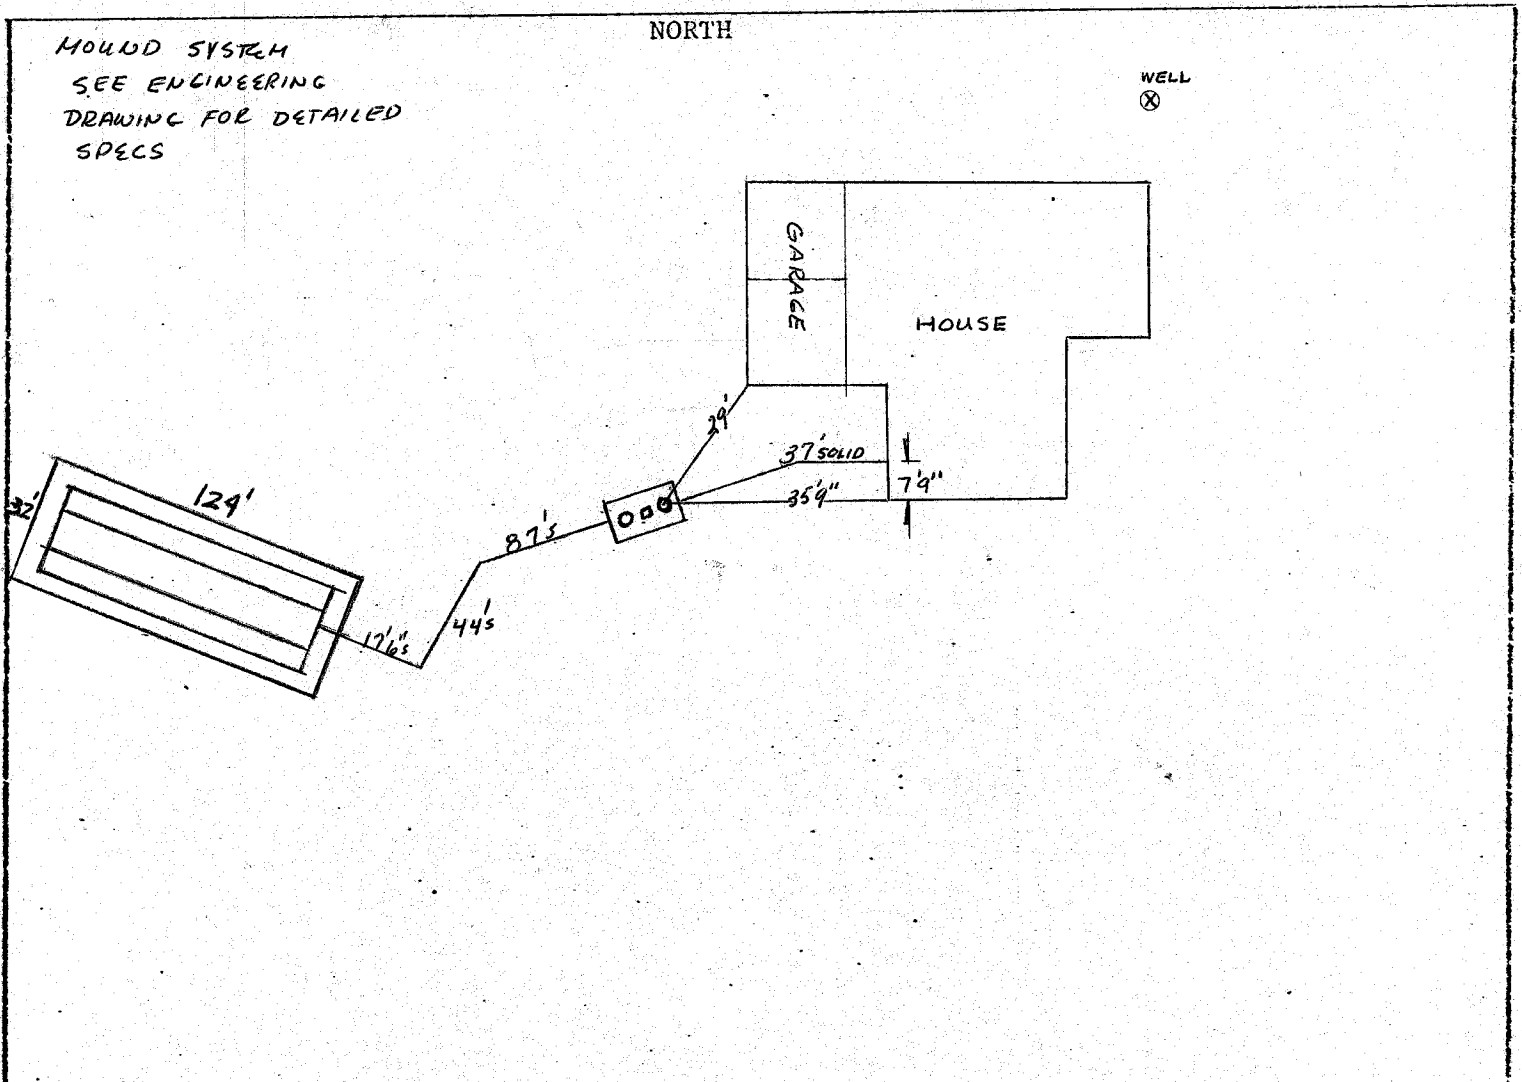 NORTH
MOUND SYSTEM
SEE ENGINEERING
DRAWING FOR DETAILED
SPECS
WELL
GARAGE
HOUSE
29'
37' SOLID
7'9"
35'9"
124'
32'
87's
44's
17'6"s